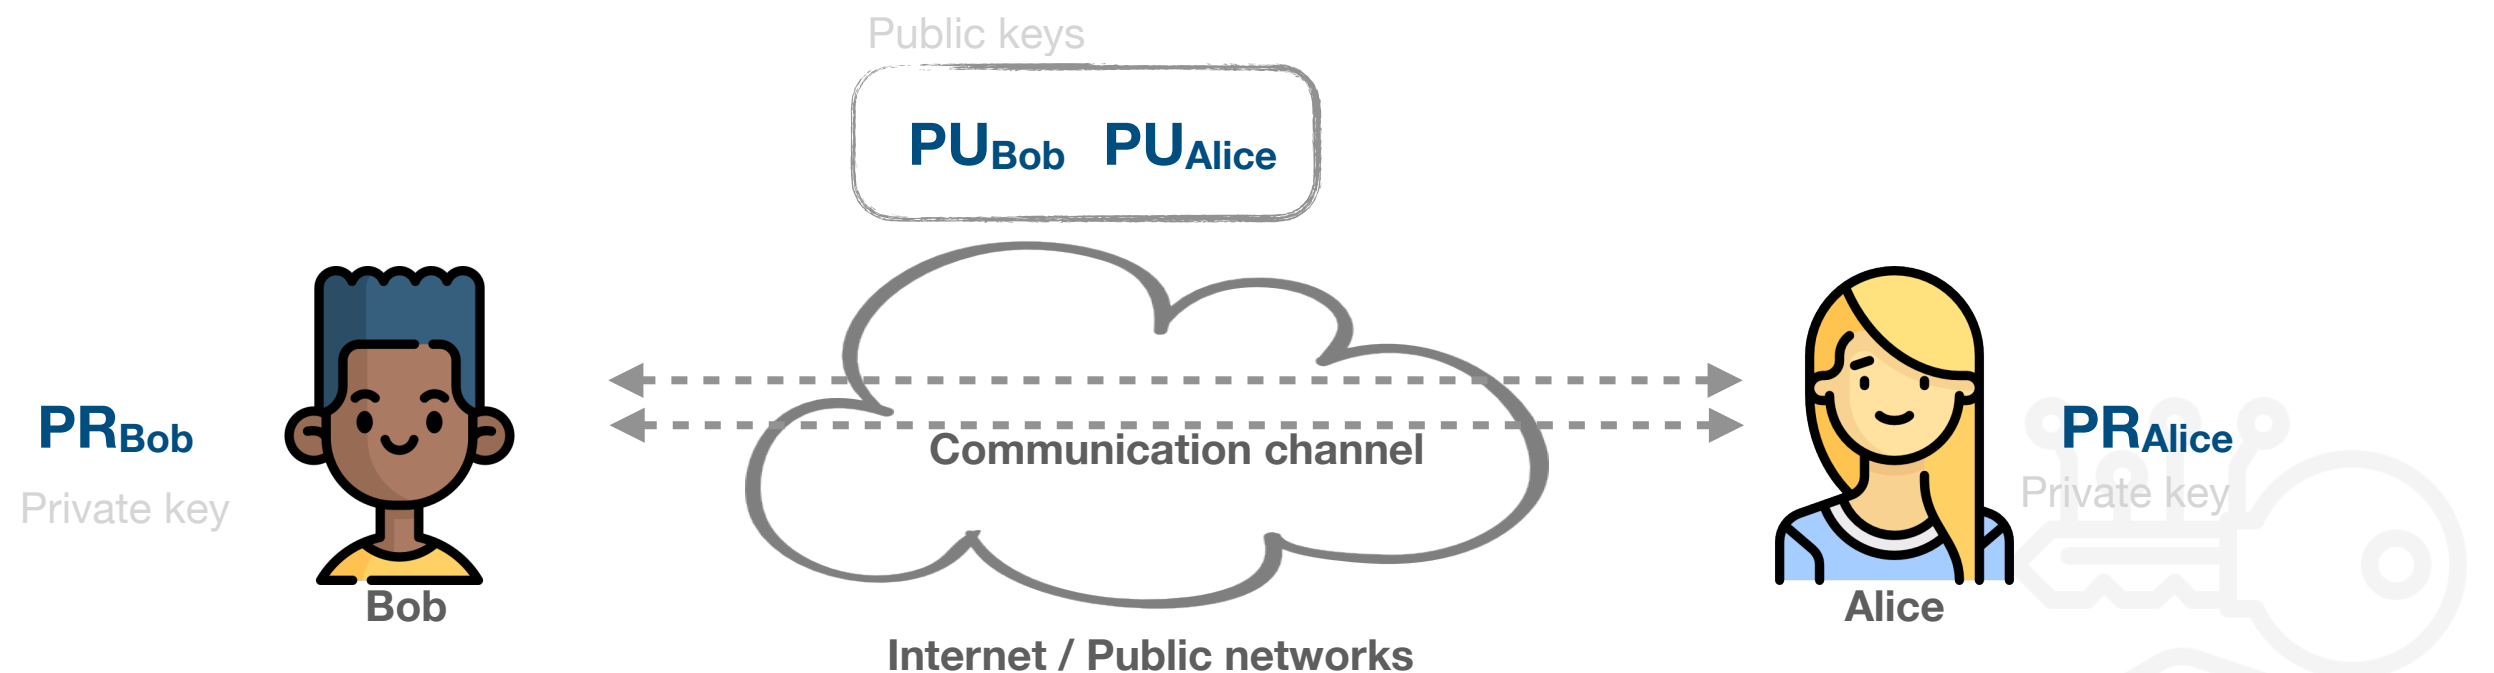 Public keys
PUBob PUAlice
PRBob
Private key
Communication channel
PRAlice
Private key
Bob
Alice
Internet / Public networks